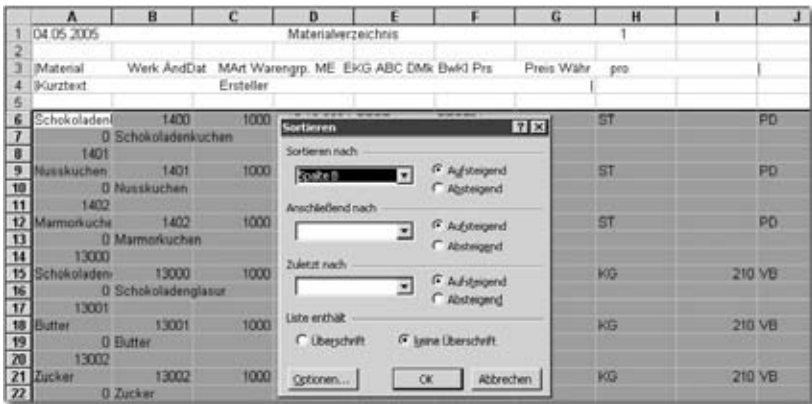 A B C D E F G H I J
1 04.05.2005 Materialverzeichnis 1
2
3 |Material Werk ÄndDat MArt Warengrp. ME EKG ABC DMk BwKl Prs Preis Währ pro |
4 |Kurztext Ersteller |
5
6 Schokoladenl 1400 1000 ST PD
7 0 Schokoladenkuchen
8 1401
9 Nusskuchen 1401 1000 ST PD
10 0 Nusskuchen
11 1402
12 Marmorkuche 1402 1000 ST PD
13 0 Marmorkuchen
14 13000
15 Schokoladen 13000 1000 KG 210 VB
16 0 Schokoladenglasur
17 13001
18 Butter 13001 1000 KG 210 VB
19 0 Butter
20 13002
21 Zucker 13002 1000 KG 210 VB
22 0 Zucker
Sortieren
Sortieren nach
Spalte B Aufsteigend
Absteigend
Anschließend nach
Aufsteigend
Absteigend
Zuletzt nach
Aufsteigend
Absteigend
Liste enthält
Überschrift keine Überschrift
Optionen... OK Abbrechen